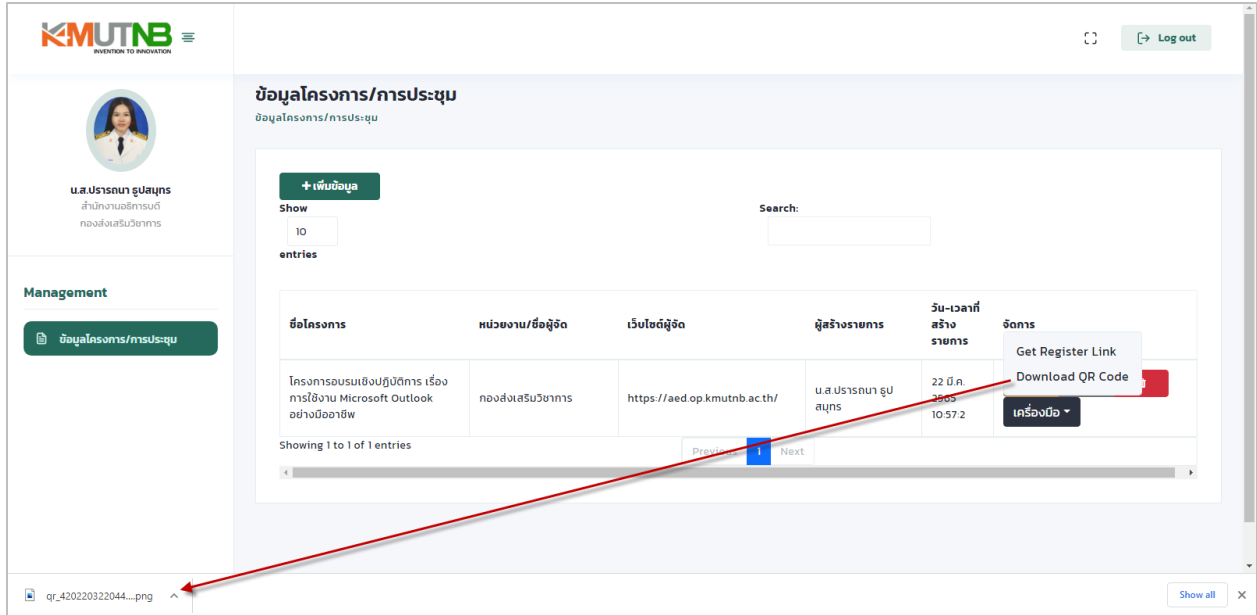 KMUTNB
INVENTION TO INNOVATION
Log out
น.ส.ปรารถนา ธูปสมุทร
สำนักงานอธิการบดี
กองส่งเสริมวิชาการ
Management
ข้อมูลโครงการ/การประชุม
ข้อมูลโครงการ/การประชุม
ข้อมูลโครงการ/การประชุม
+ เพิ่มข้อมูล
Show
10
entries
Search:
ชื่อโครงการ
หน่วยงาน/ชื่อผู้จัด
เว็บไซต์ผู้จัด
ผู้สร้างรายการ
วัน-เวลาที่
สร้าง
รายการ
จัดการ
Get Register Link
Download QR Code
โครงการอบรมเชิงปฏิบัติการ เรื่อง
การใช้งาน Microsoft Outlook
อย่างมืออาชีพ
กองส่งเสริมวิชาการ
https://aed.op.kmutnb.ac.th/
น.ส.ปรารถนา ธูป
สมุทร
22 มี.ค.
2565
10:57:2
เครื่องมือ
Showing 1 to 1 of 1 entries
Previous
1
Next
qr_420220322044....png
Show all